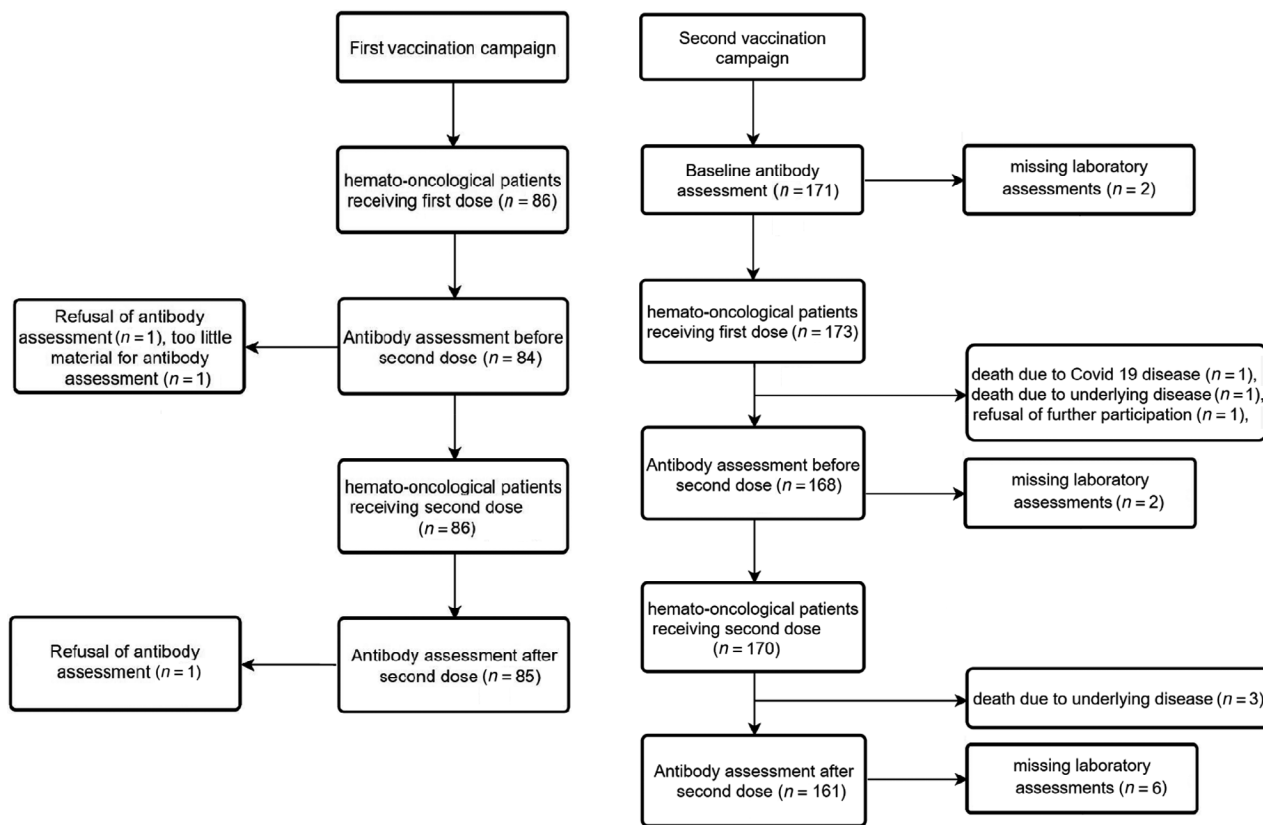 First vaccination campaign
hemato-oncological patients
receiving first dose (n = 86)
Refusal of antibody
assessment (n = 1), too little
material for antibody
assessment (n = 1)
Antibody assessment before
second dose (n = 84)
hemato-oncological patients
receiving second dose
(n = 86)
Refusal of antibody
assessment (n = 1)
Antibody assessment after
second dose (n = 85)
Second vaccination
campaign
Baseline antibody
assessment (n = 171)
missing laboratory
assessments (n = 2)
hemato-oncological patients
receiving first dose (n = 173)
death due to Covid 19 disease (n = 1),
death due to underlying disease (n = 1),
refusal of further participation (n = 1),
Antibody assessment before
second dose (n = 168)
missing laboratory
assessments (n = 2)
hemato-oncological patients
receiving second dose
(n = 170)
death due to underlying disease (n = 3)
Antibody assessment after
second dose (n = 161)
missing laboratory
assessments (n = 6)